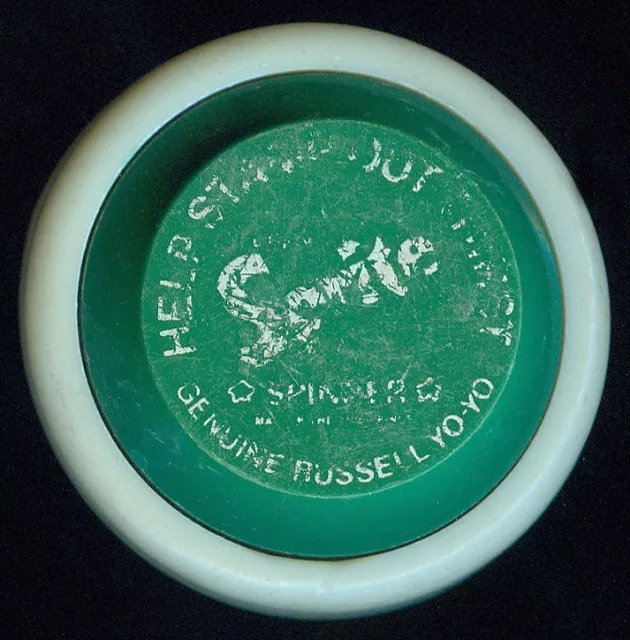 HELP STAMP OUT THIRST
Sprite
SPINNER
GENUINE RUSSELL YO-YO